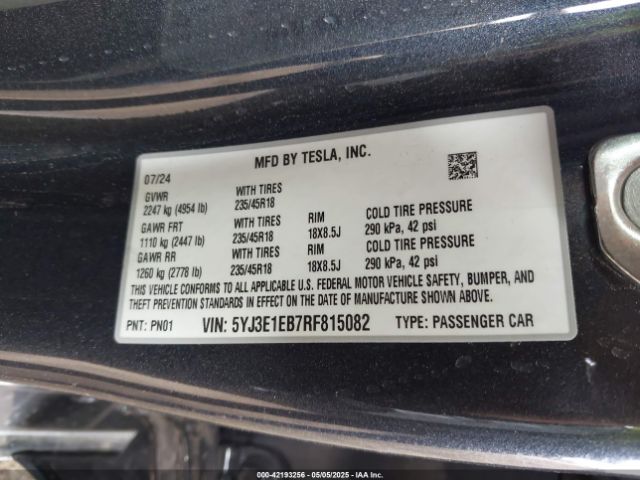 MFD BY TESLA, INC.
07/24
GVWR WITH TIRES
2247 kg (4954 lb) 235/45R18
GAWR FRT WITH TIRES RIM COLD TIRE PRESSURE
1110 kg (2447 lb) 235/45R18 18X8.5J 290 kPa, 42 psi
GAWR RR WITH TIRES RIM COLD TIRE PRESSURE
1260 kg (2778 lb) 235/45R18 18X8.5J 290 kPa, 42 psi
THIS VEHICLE CONFORMS TO ALL APPLICABLE U.S. FEDERAL MOTOR VEHICLE SAFETY, BUMPER, AND
THEFT PREVENTION STANDARDS IN EFFECT ON THE DATE OF MANUFACTURE SHOWN ABOVE.
PNT: PN01 VIN: 5YJ3E1EB7RF815082 TYPE: PASSENGER CAR
000-42193256 - 05/05/2025 - IAA Inc.